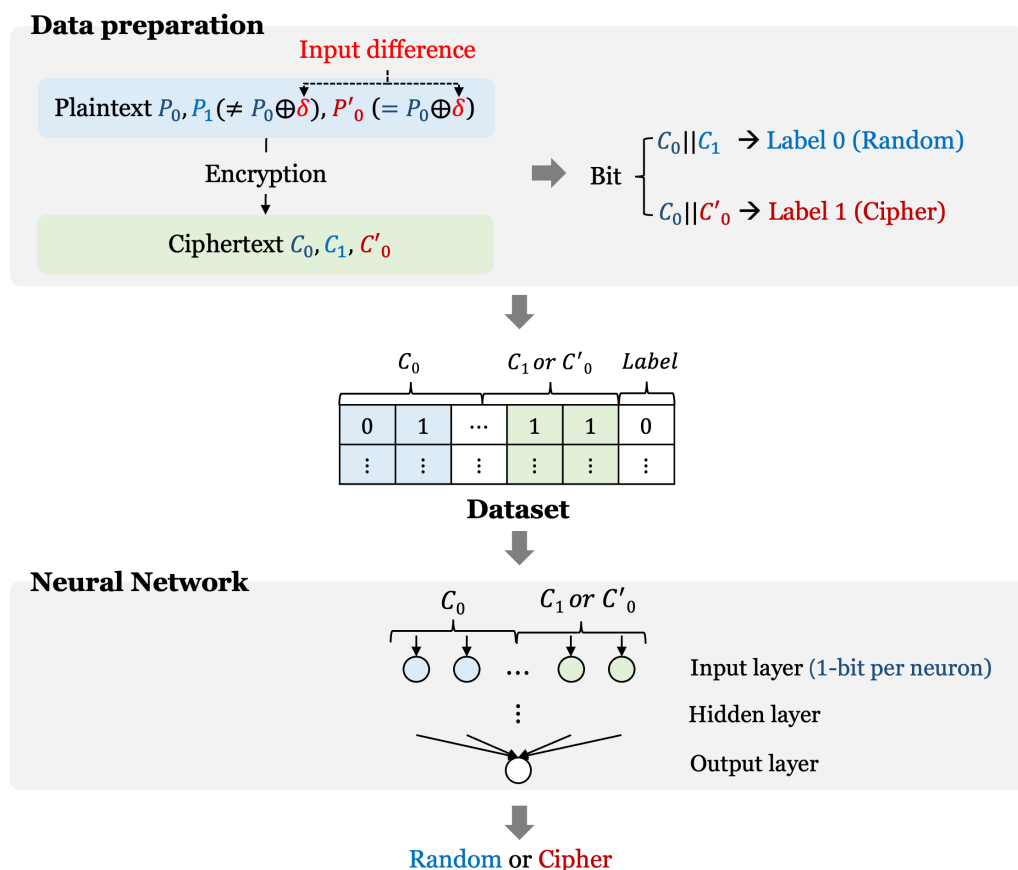 Data preparation
Input difference
Plaintext P₀, P₁(≠ P₀⊕δ), P′₀ (= P₀⊕δ)
Encryption
Ciphertext C₀, C₁, C′₀
Bit
C₀||C₁ → Label 0 (Random)
C₀||C′₀ → Label 1 (Cipher)
C₀ C₁ or C′₀ Label
0 1 ⋯ 1 1 0
⋮ ⋮ ⋮ ⋮ ⋮ ⋮
Dataset
Neural Network
C₀ C₁ or C′₀
⋯
Input layer (1-bit per neuron)
⋮
Hidden layer
Output layer
Random or Cipher